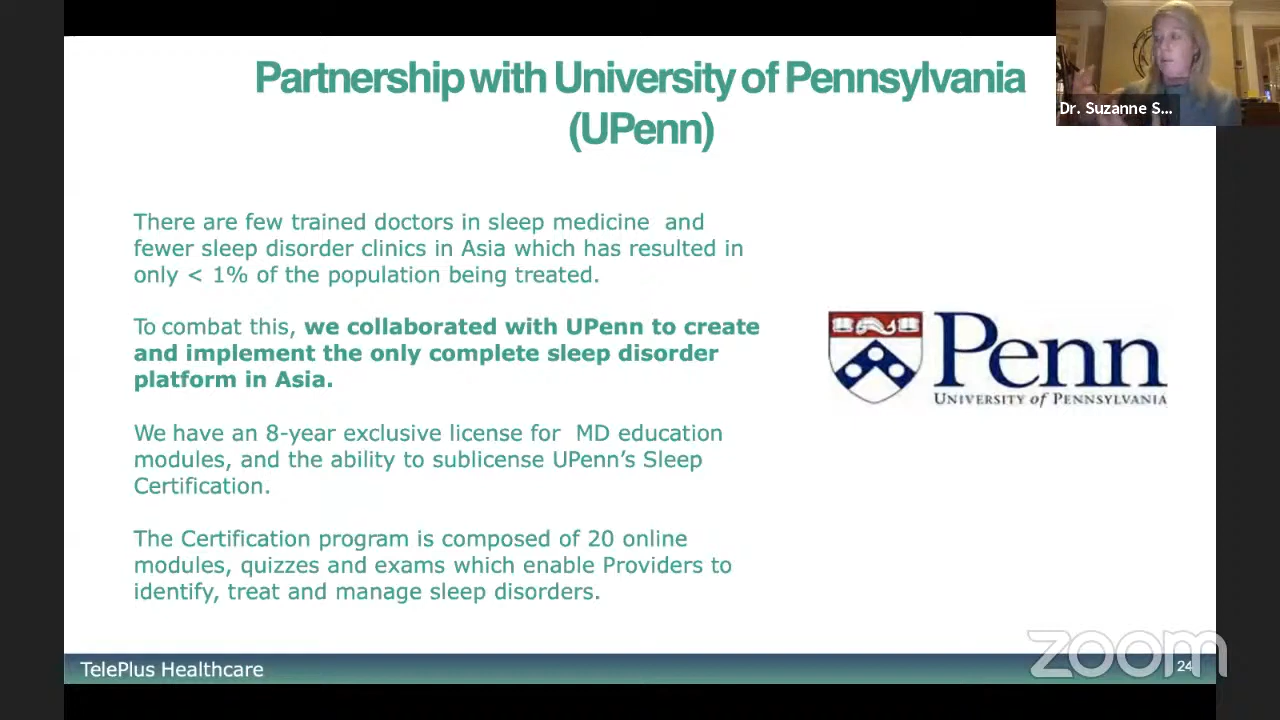 Partnership with University of Pennsylvania
(UPenn)
Dr. Suzanne S...
There are few trained doctors in sleep medicine and
fewer sleep disorder clinics in Asia which has resulted in
only < 1% of the population being treated.
To combat this, we collaborated with UPenn to create
and implement the only complete sleep disorder
platform in Asia.
We have an 8-year exclusive license for MD education
modules, and the ability to sublicense UPenn’s Sleep
Certification.
The Certification program is composed of 20 online
modules, quizzes and exams which enable Providers to
identify, treat and manage sleep disorders.
Penn
UNIVERSITY of PENNSYLVANIA
TelePlus Healthcare
zoom
24